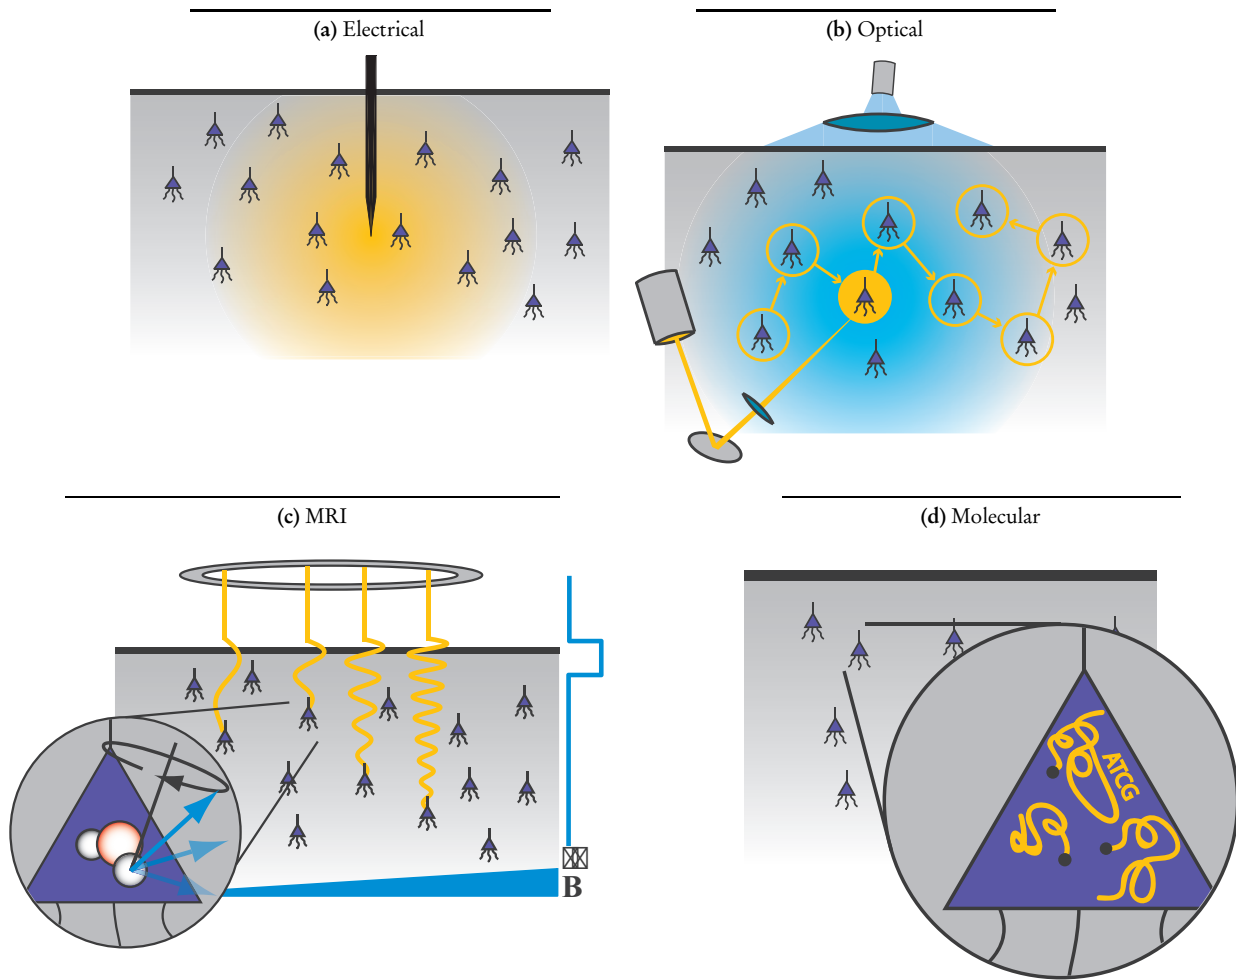 (a) Electrical
(b) Optical
(c) MRI
(d) Molecular
B
ATCG